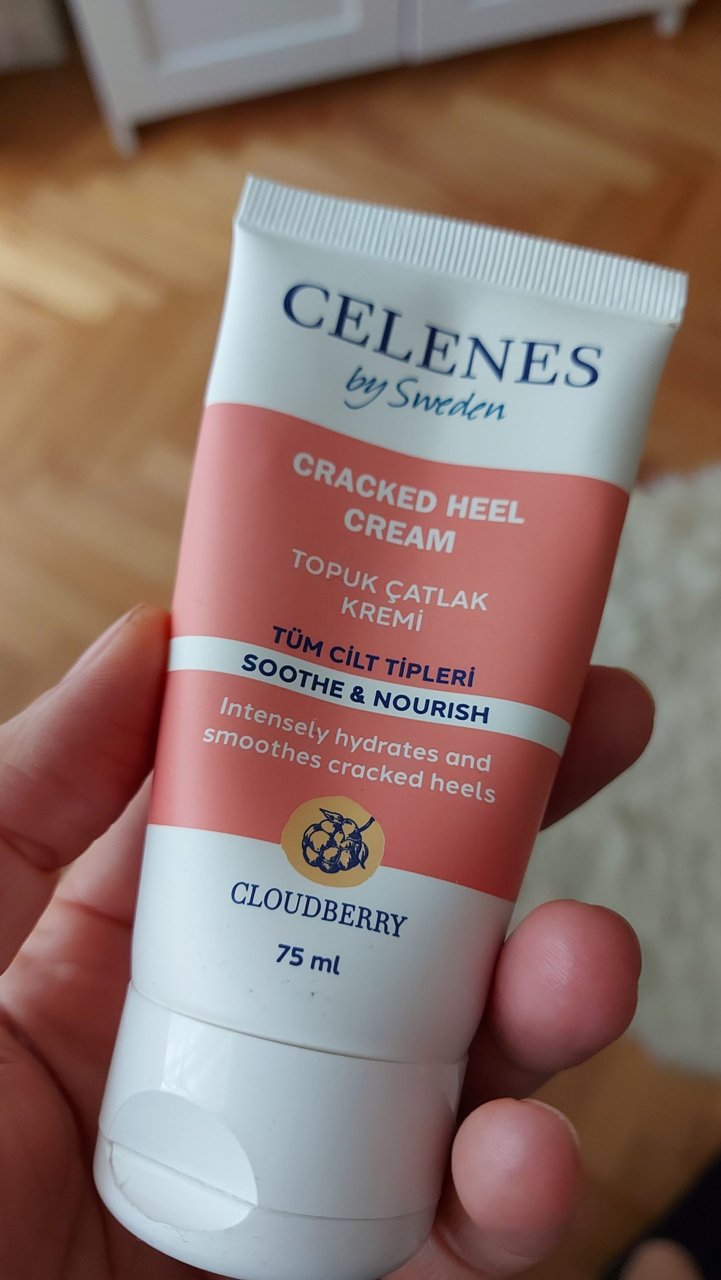 CELENES
by Sweden
CRACKED HEEL
CREAM
TOPUK ÇATLAK
KREMİ
TÜM CİLT TİPLERİ
SOOTHE & NOURISH
Intensely hydrates and
smoothes cracked heels
CLOUDBERRY
75 ml